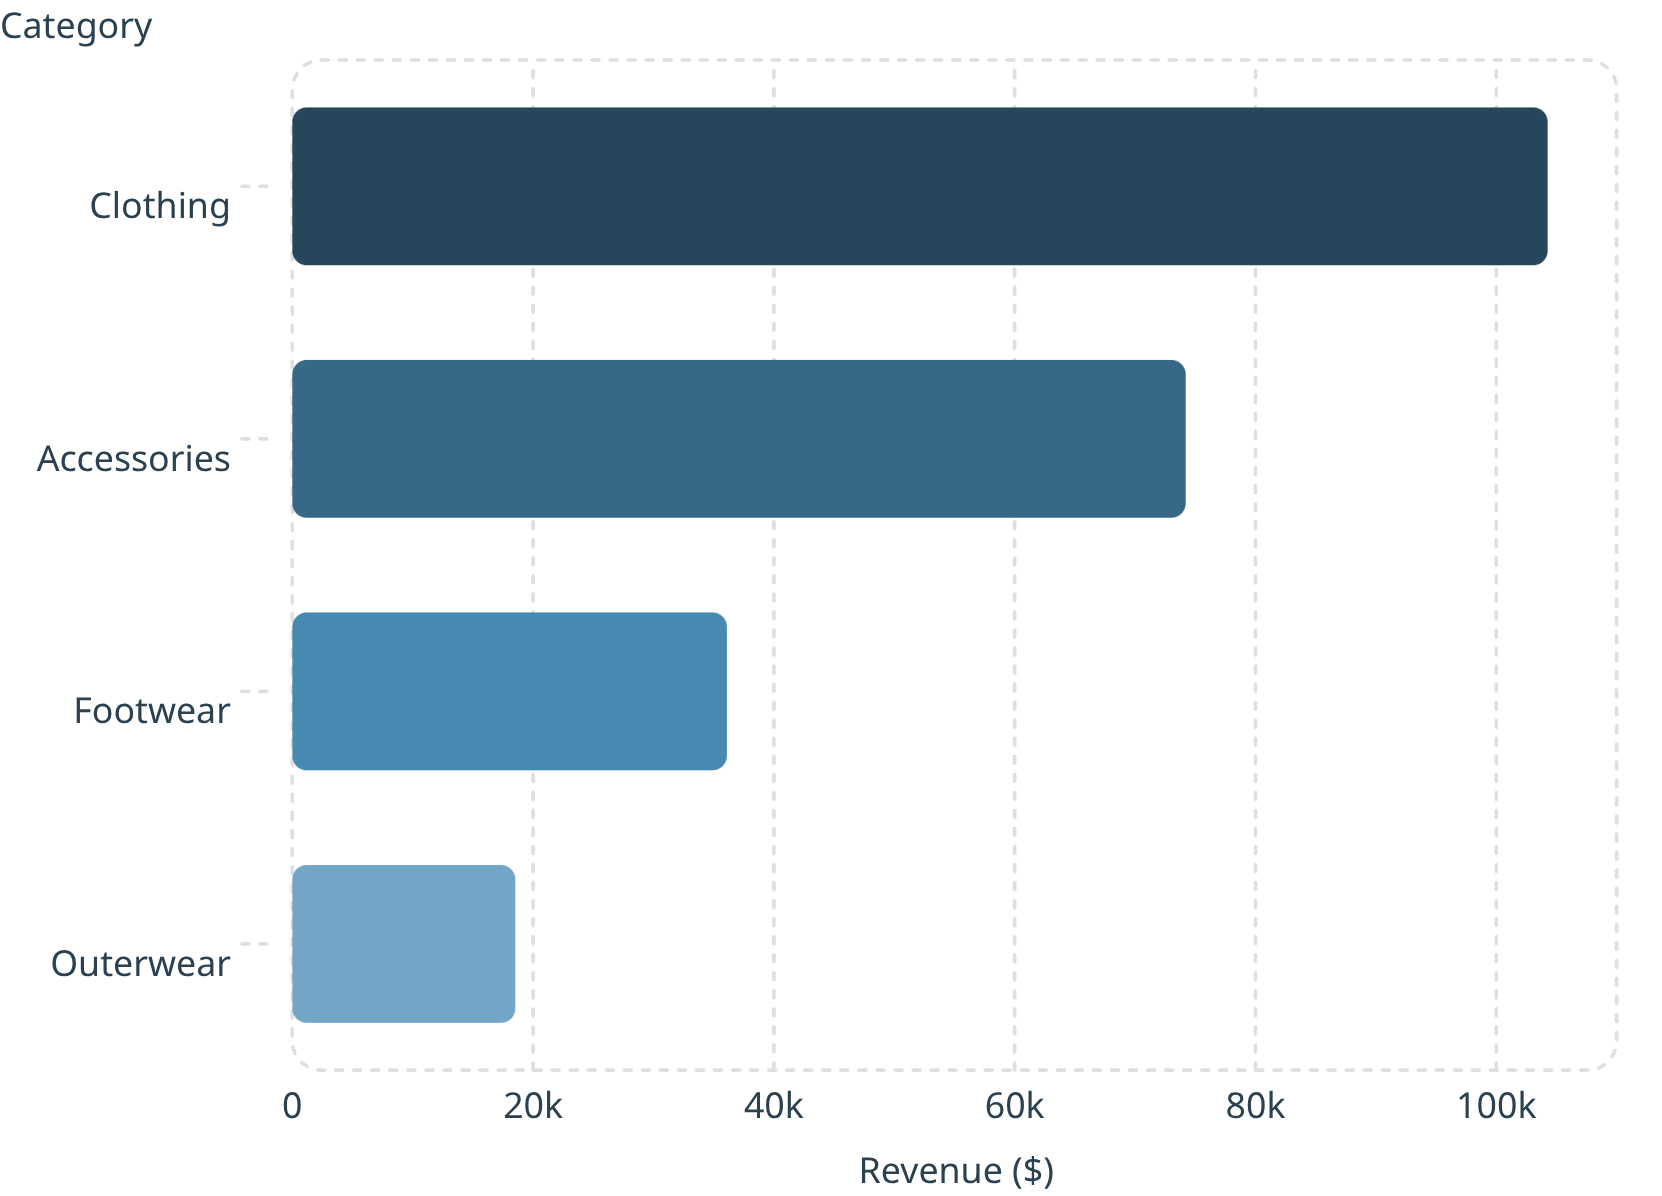 Category
Clothing
Accessories
Footwear
Outerwear
0 20k 40k 60k 80k 100k
Revenue ($)